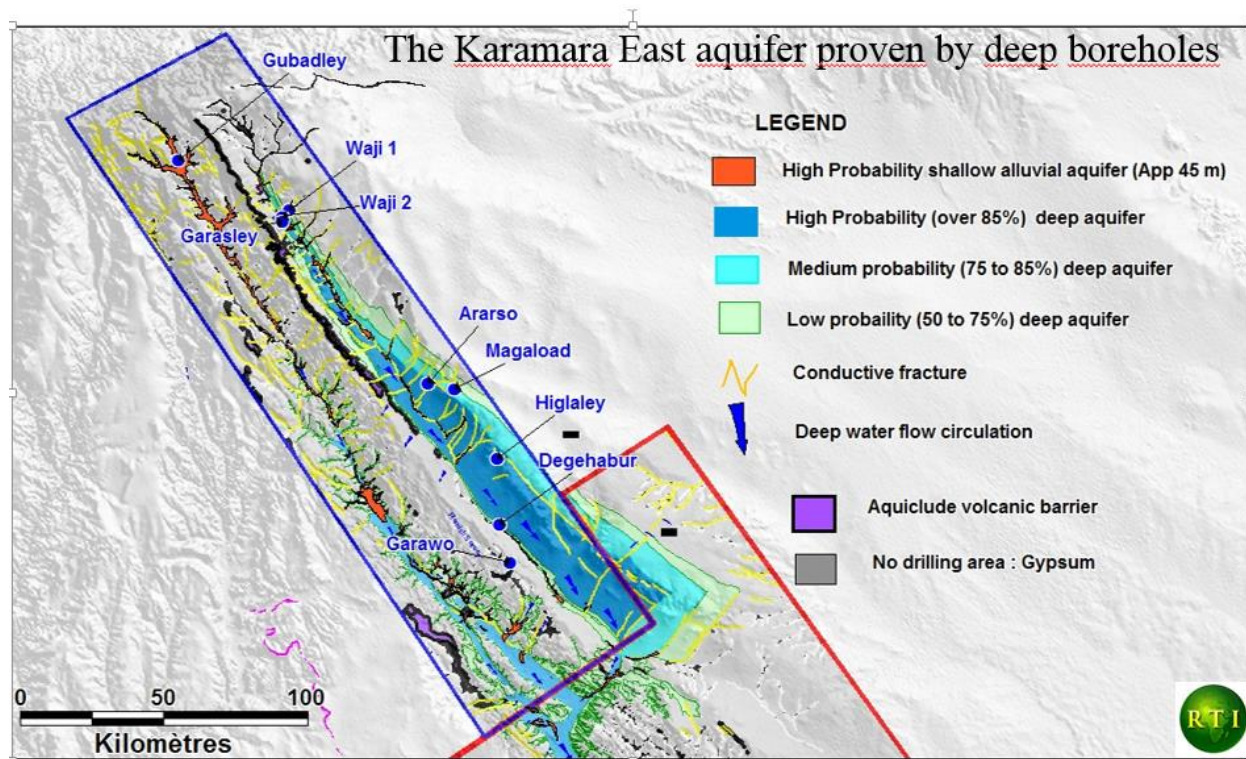 The Karamara East aquifer proven by deep boreholes
Gubadley
Waji 1
Waji 2
Garasley
Ararso
Magaload
Higlaley
Degehabur
Garawo
LEGEND
High Probability shallow alluvial aquifer (App 45 m)
High Probability (over 85%) deep aquifer
Medium probability (75 to 85%) deep aquifer
Low probaility (50 to 75%) deep aquifer
Conductive fracture
Deep water flow circulation
Aquiclude volcanic barrier
No drilling area : Gypsum
0 50 100
Kilomètres
RTI